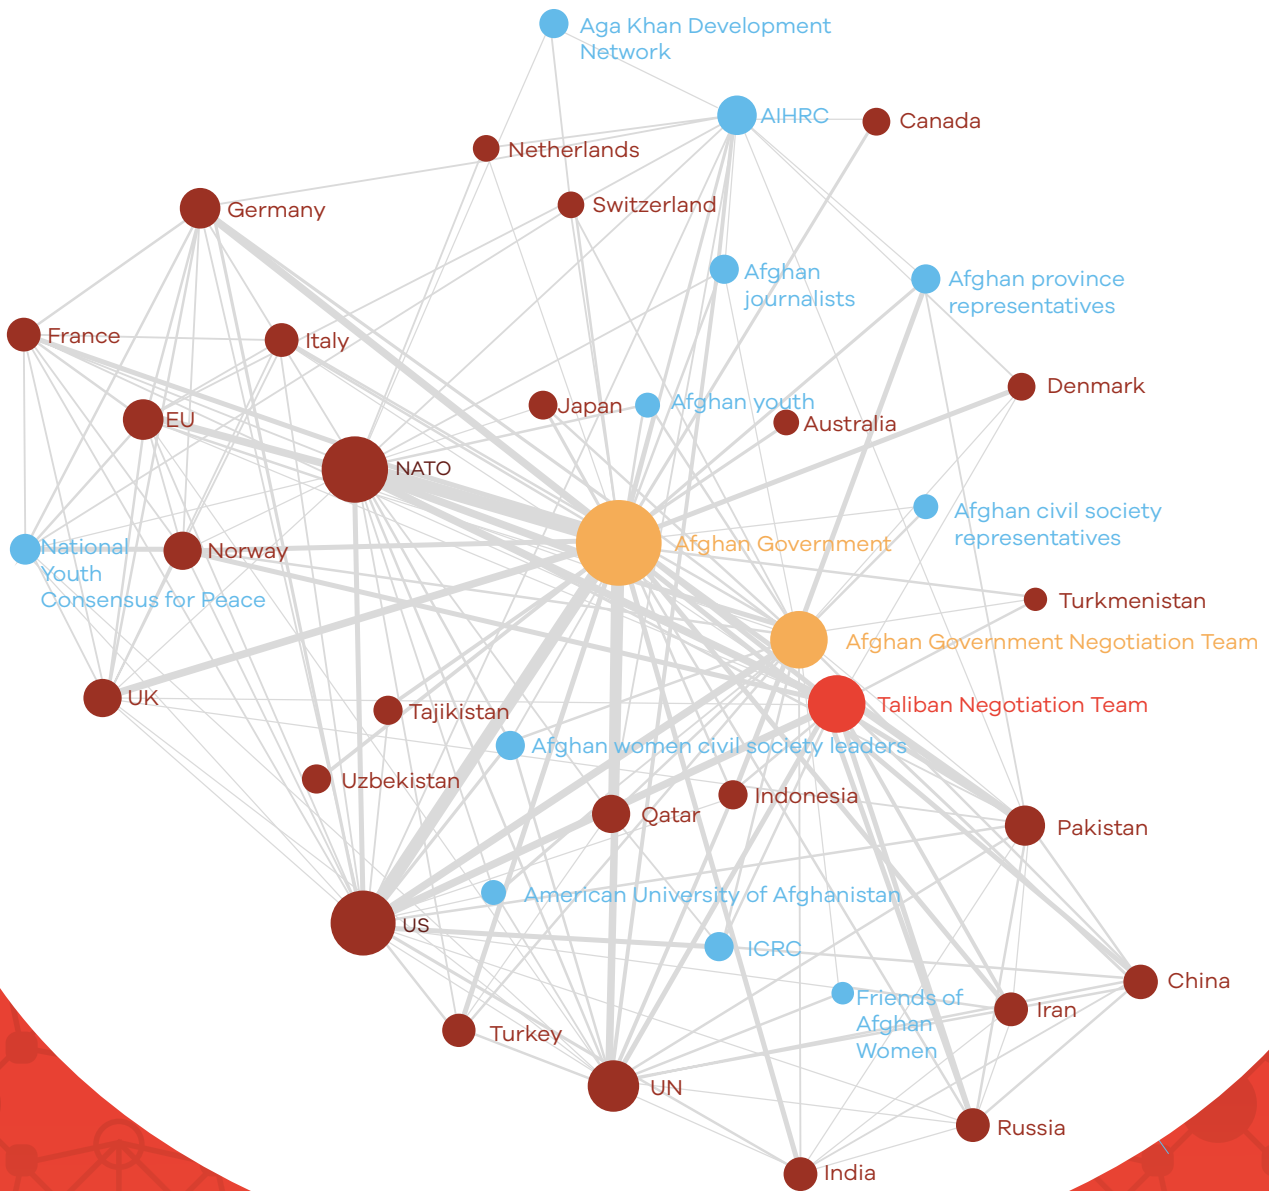 Aga Khan Development
Network
AIHRC
Canada
Netherlands
Switzerland
Germany
Afghan
journalists
Afghan province
representatives
France
Italy
Denmark
Japan
Afghan youth
EU
Australia
NATO
Afghan civil society
representatives
Afghan Government
National
Youth
Consensus for Peace
Norway
Turkmenistan
Afghan Government Negotiation Team
UK
Taliban Negotiation Team
Tajikistan
Afghan women civil society leaders
Uzbekistan
Indonesia
Qatar
Pakistan
American University of Afghanistan
US
ICRC
China
Friends of
Afghan
Women
Iran
Turkey
UN
Russia
India